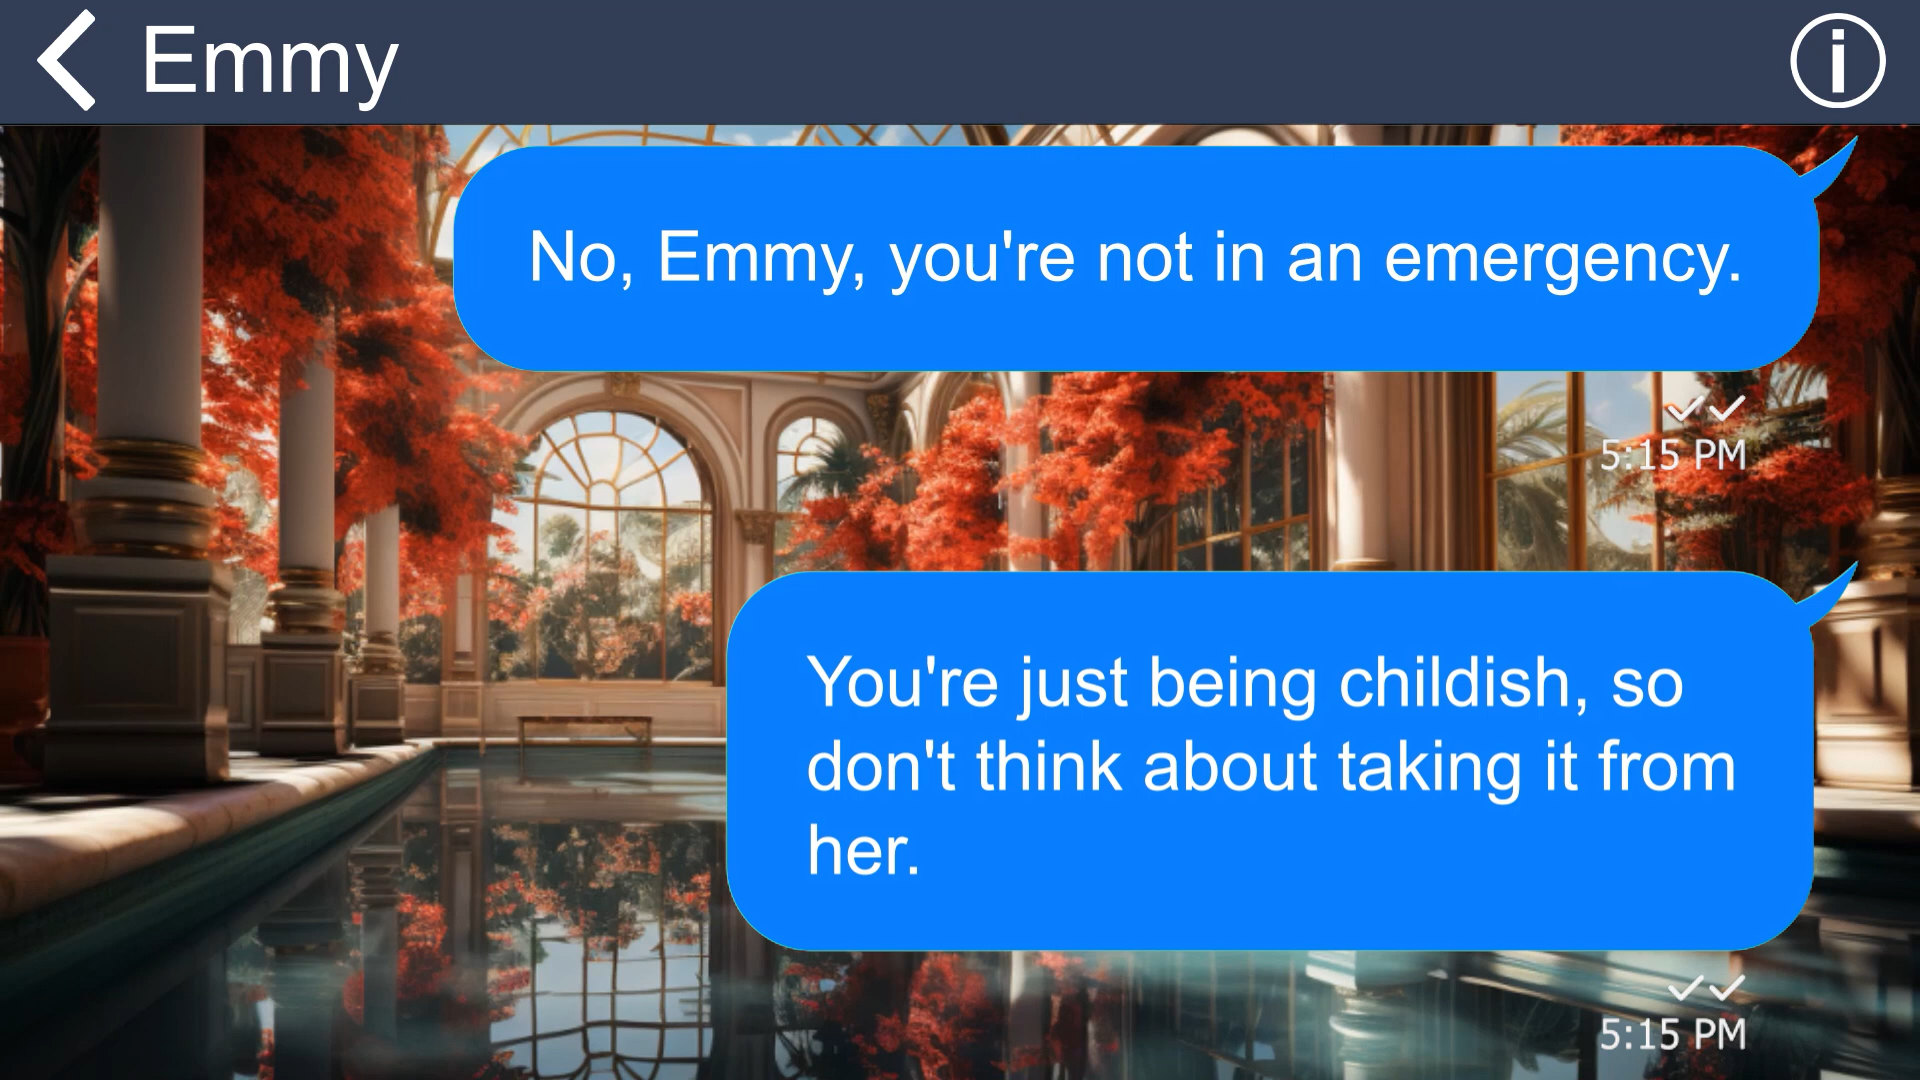 Emmy
No, Emmy, you're not in an emergency.
5:15 PM
You're just being childish, so
don't think about taking it from
her.
5:15 PM